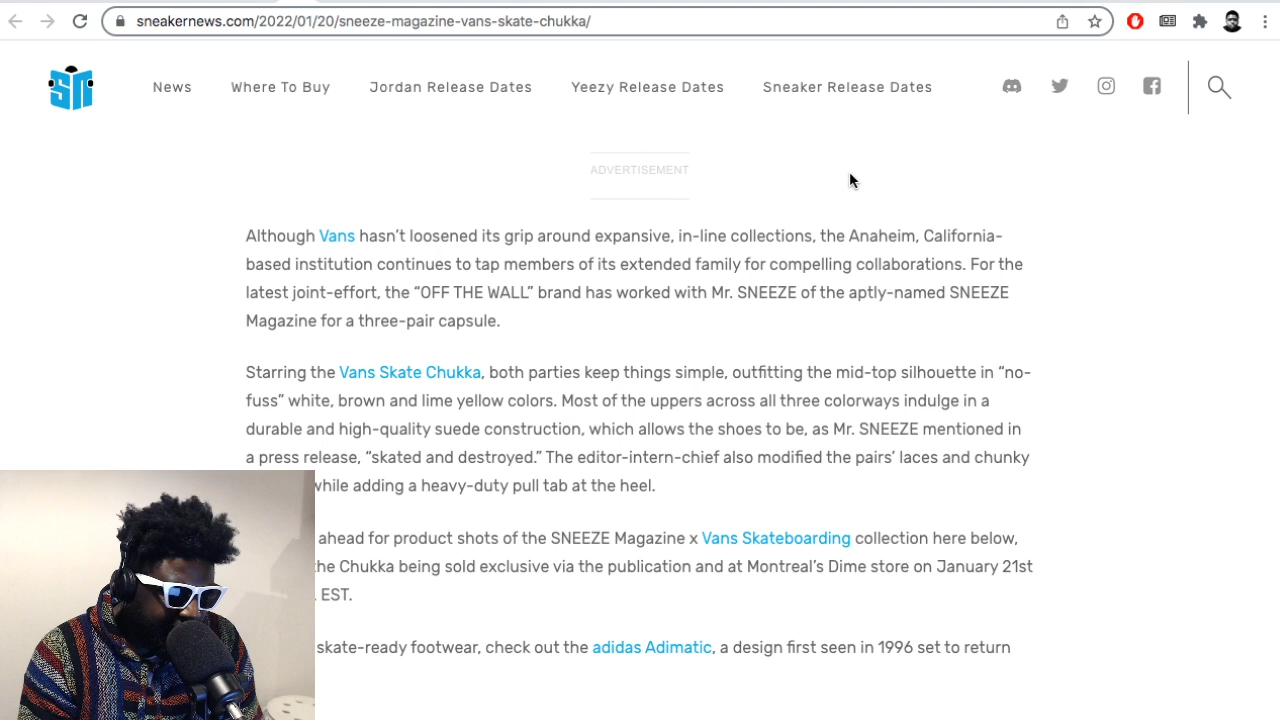 sneakernews.com/2022/01/20/sneeze-magazine-vans-skate-chukka/
SN
News Where To Buy Jordan Release Dates Yeezy Release Dates Sneaker Release Dates
ADVERTISEMENT
Although Vans hasn’t loosened its grip around expansive, in-line collections, the Anaheim, California-
based institution continues to tap members of its extended family for compelling collaborations. For the
latest joint-effort, the “OFF THE WALL” brand has worked with Mr. SNEEZE of the aptly-named SNEEZE
Magazine for a three-pair capsule.
Starring the Vans Skate Chukka, both parties keep things simple, outfitting the mid-top silhouette in “no-
fuss” white, brown and lime yellow colors. Most of the uppers across all three colorways indulge in a
durable and high-quality suede construction, which allows the shoes to be, as Mr. SNEEZE mentioned in
a press release, “skated and destroyed.” The editor-intern-chief also modified the pairs’ laces and chunky
while adding a heavy-duty pull tab at the heel.
ahead for product shots of the SNEEZE Magazine x Vans Skateboarding collection here below,
the Chukka being sold exclusive via the publication and at Montreal’s Dime store on January 21st
EST.
skate-ready footwear, check out the adidas Adimatic, a design first seen in 1996 set to return